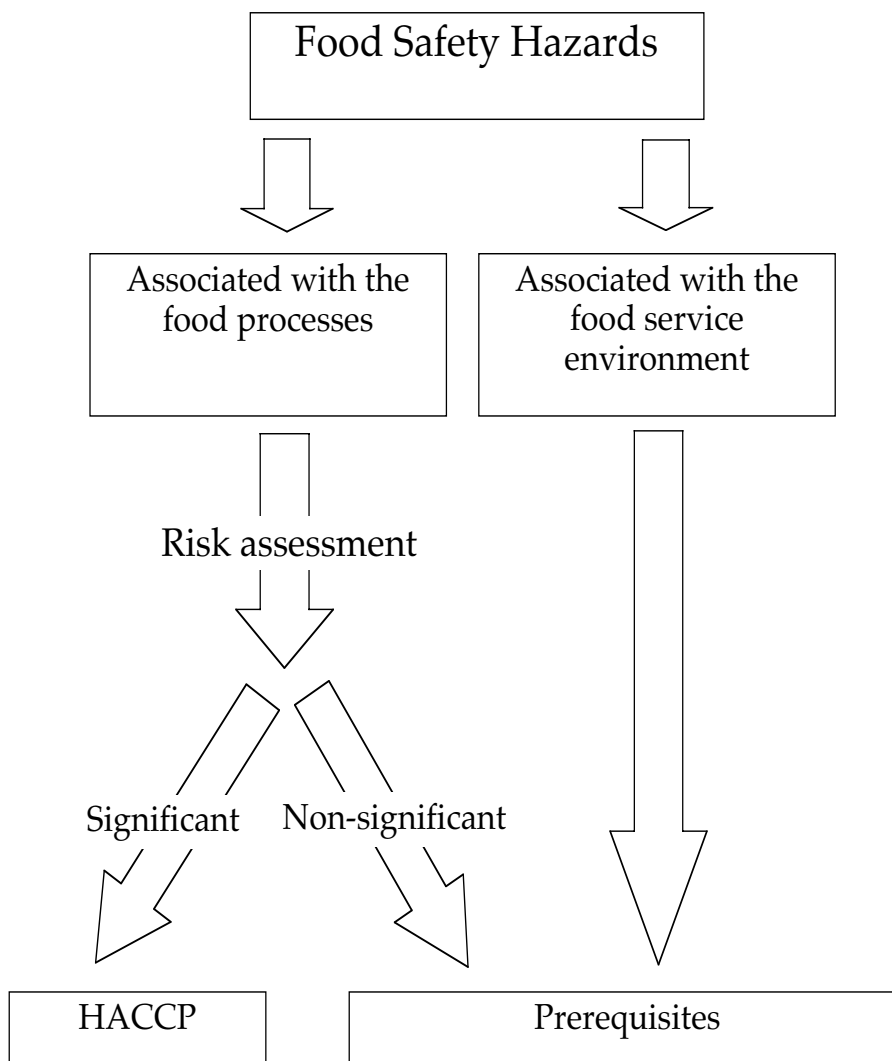 Food Safety Hazards
Associated with the
food processes
Associated with the
food service
environment
Risk assessment
Significant
Non-significant
HACCP
Prerequisites